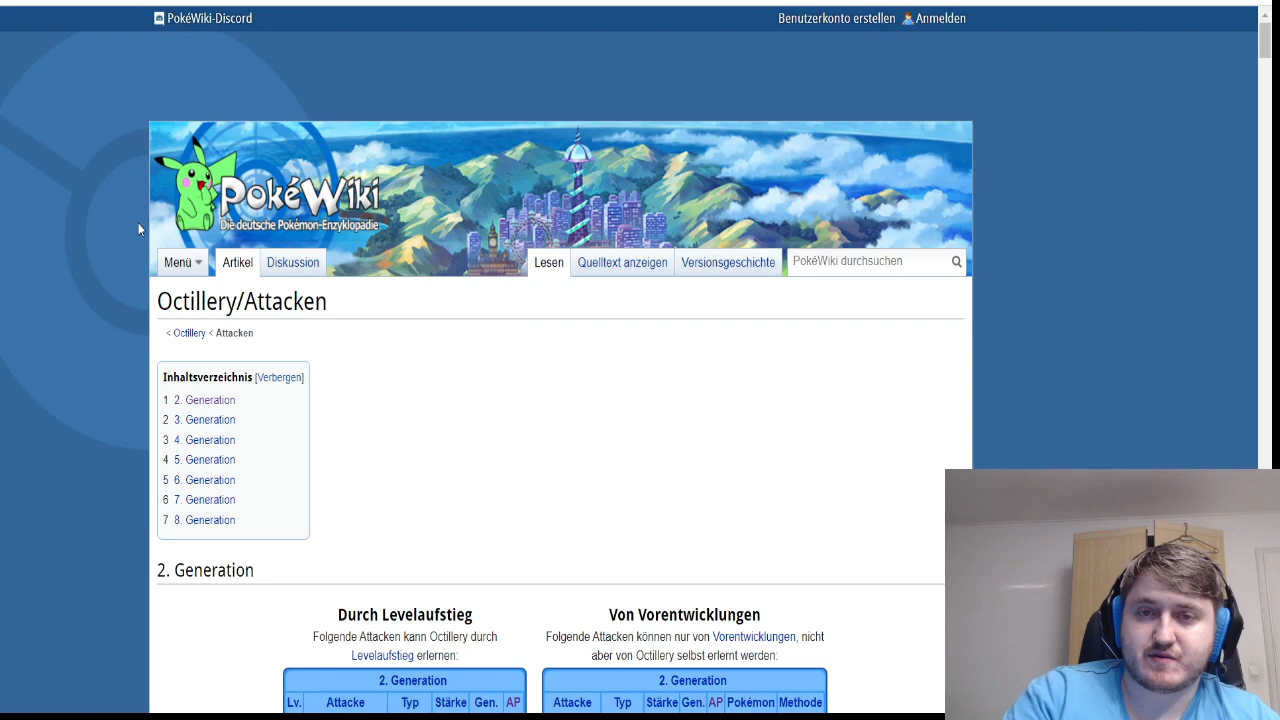 PokéWiki-Discord
Benutzerkonto erstellen Anmelden
PokéWiki
Die deutsche Pokémon-Enzyklopädie
Menü Artikel Diskussion Lesen Quelltext anzeigen Versionsgeschichte PokéWiki durchsuchen
Octillery/Attacken
< Octillery < Attacken
Inhaltsverzeichnis [Verbergen]
1 2. Generation
2 3. Generation
3 4. Generation
4 5. Generation
5 6. Generation
6 7. Generation
7 8. Generation
2. Generation
Durch Levelaufstieg
Folgende Attacken kann Octillery durch
Levelaufstieg erlernen:
2. Generation
Lv. Attacke Typ Stärke Gen. AP
Von Vorentwicklungen
Folgende Attacken können nur von Vorentwicklungen, nicht
aber von Octillery selbst erlernt werden:
2. Generation
Attacke Typ Stärke Gen. AP Pokémon Methode